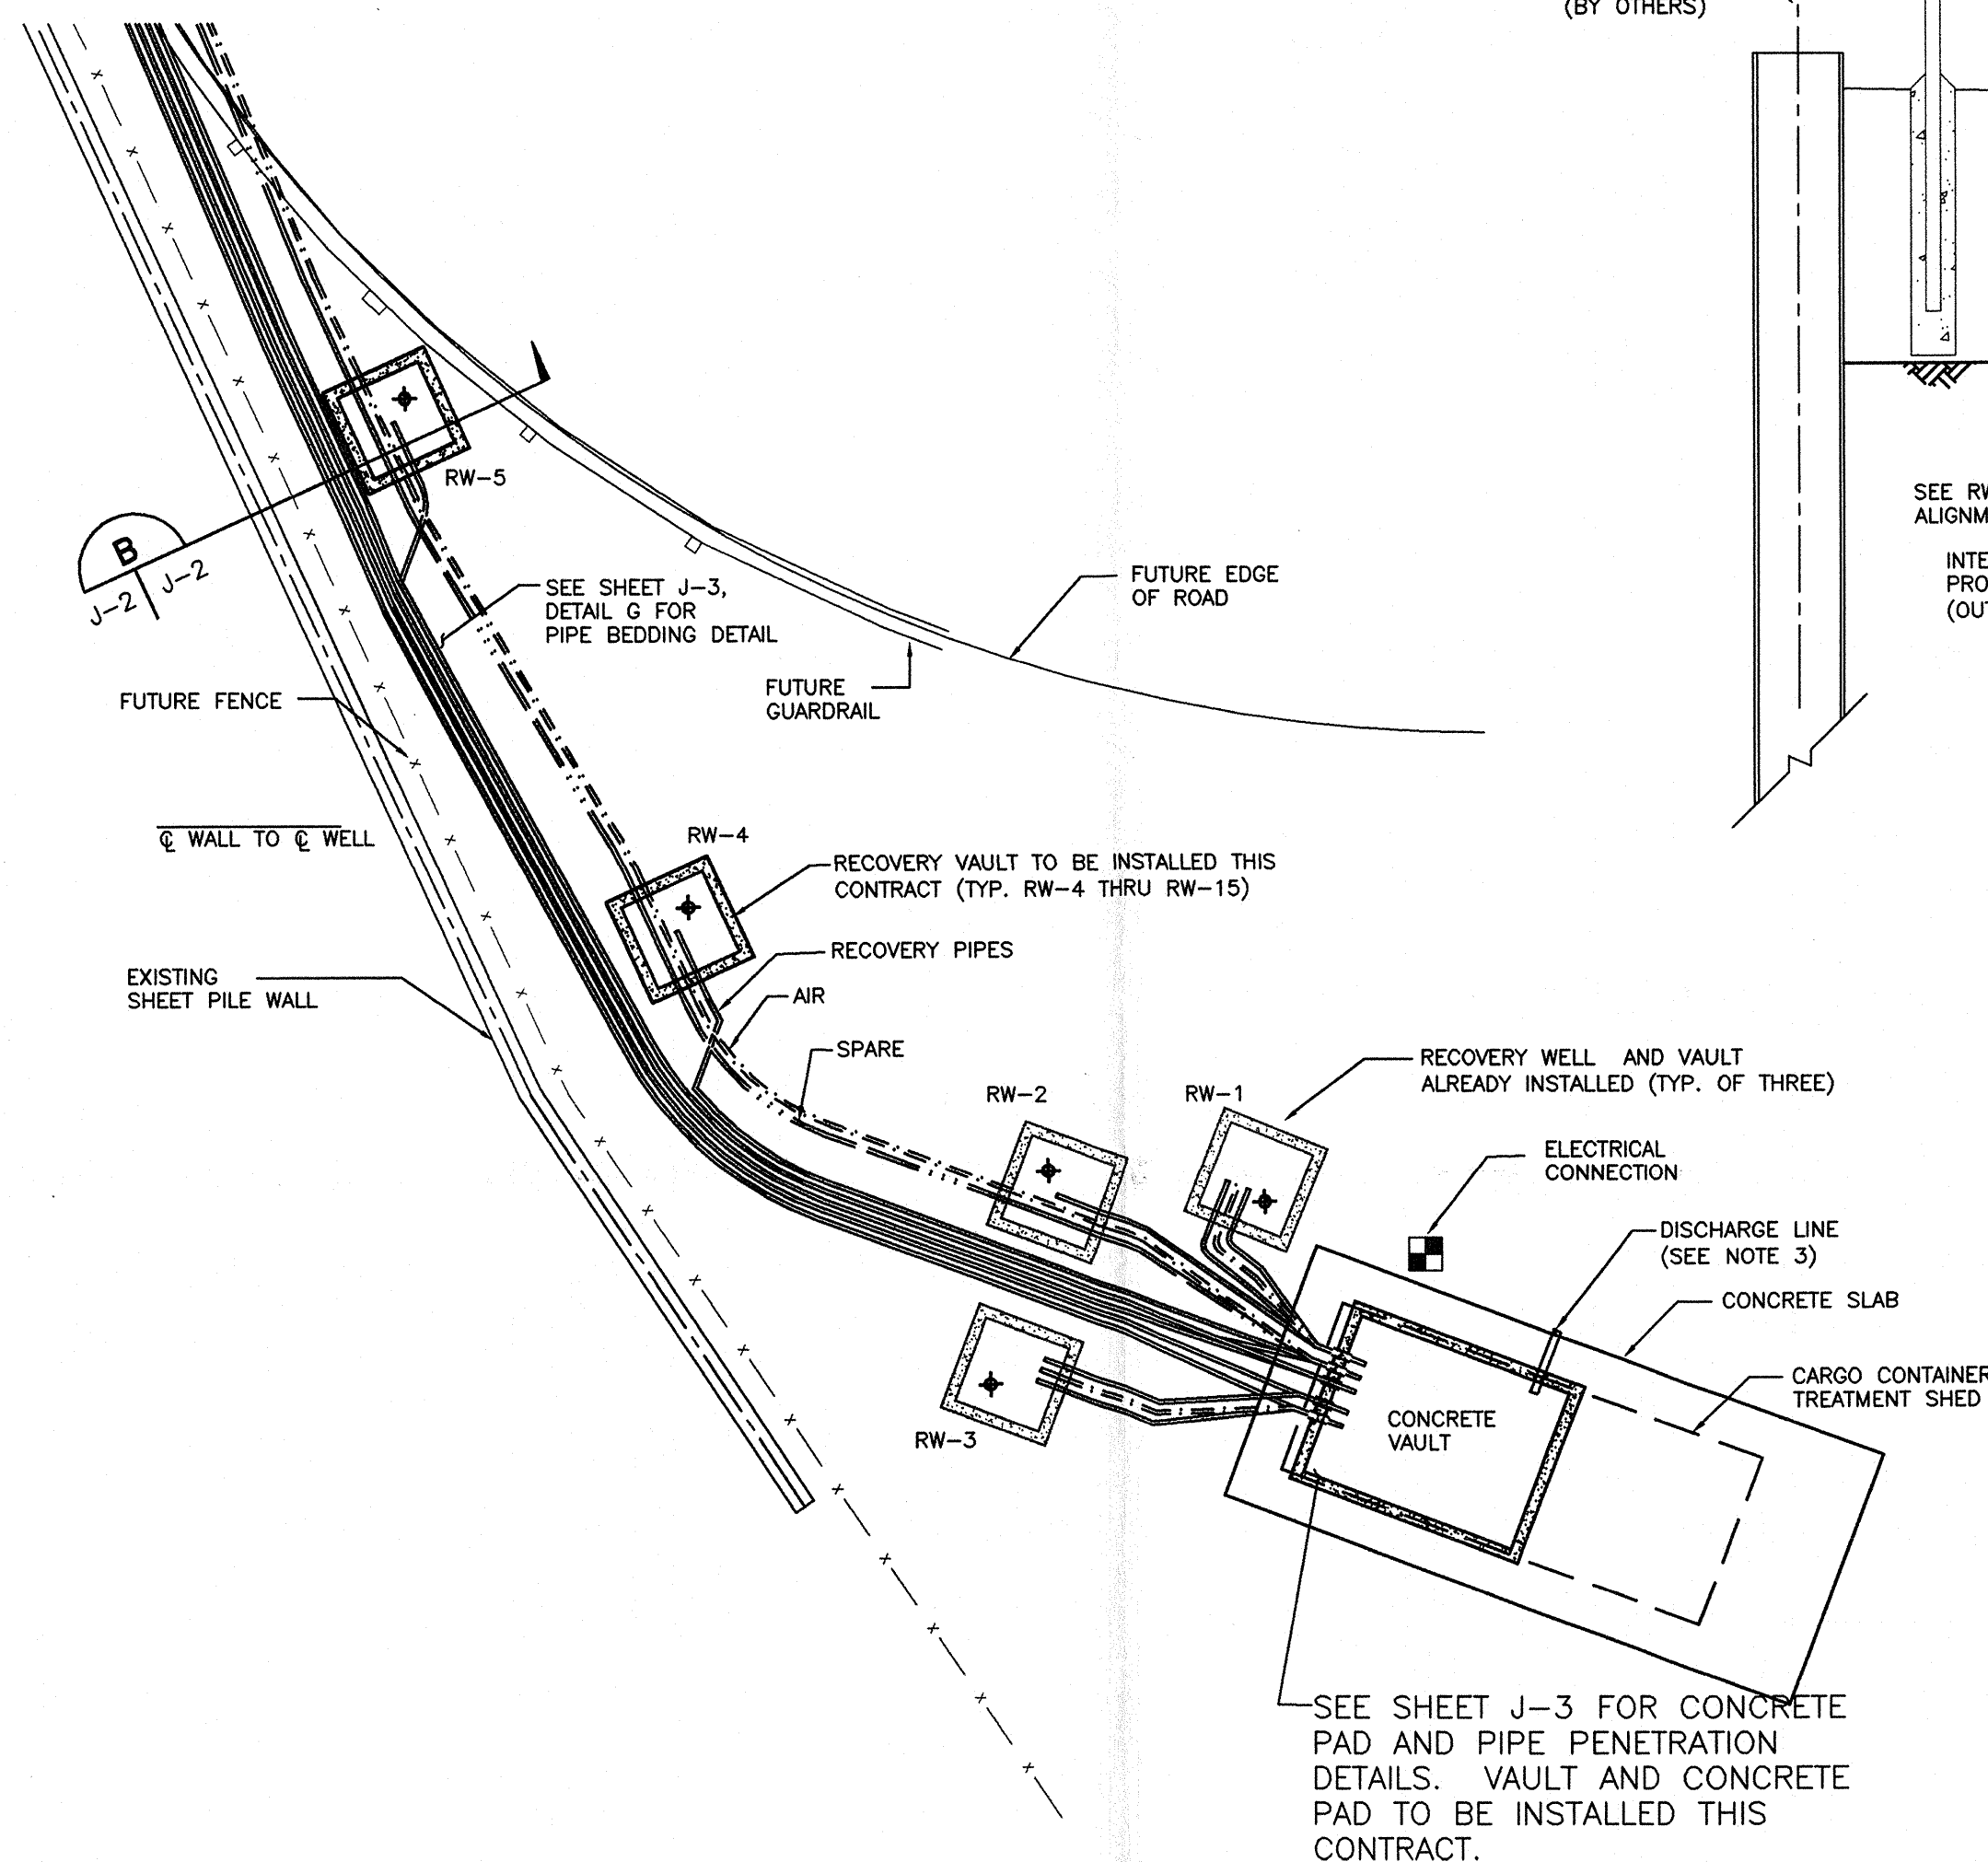 (BY OTHERS)
RW-5
B
J-2
J-2
SEE SHEET J-3,
DETAIL G FOR
PIPE BEDDING DETAIL
FUTURE EDGE
OF ROAD
FUTURE
GUARDRAIL
FUTURE FENCE
℄ WALL TO ℄ WELL
RW-4
RECOVERY VAULT TO BE INSTALLED THIS
CONTRACT (TYP. RW-4 THRU RW-15)
RECOVERY PIPES
AIR
SPARE
EXISTING
SHEET PILE WALL
RW-2
RW-1
RECOVERY WELL AND VAULT
ALREADY INSTALLED (TYP. OF THREE)
ELECTRICAL
CONNECTION
DISCHARGE LINE
(SEE NOTE 3)
CONCRETE SLAB
CARGO CONTAINER
TREATMENT SHED
CONCRETE
VAULT
RW-3
SEE SHEET J-3 FOR CONCRETE
PAD AND PIPE PENETRATION
DETAILS. VAULT AND CONCRETE
PAD TO BE INSTALLED THIS
CONTRACT.
SEE